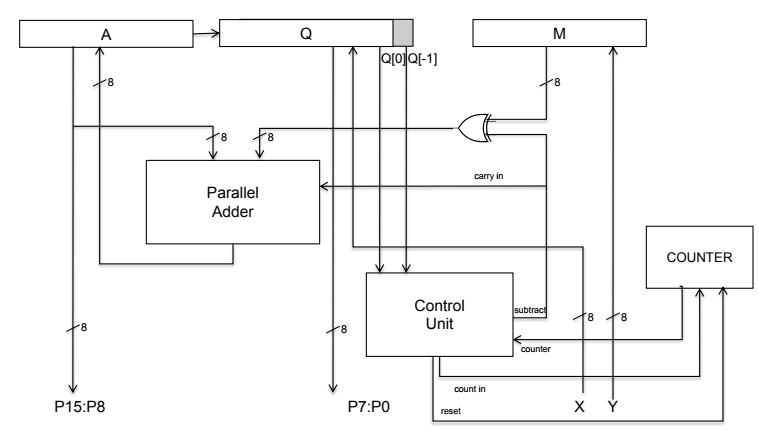 A
Q
M
Q[0] Q[-1]
8
8
8
8
8
Parallel
Adder
carry in
COUNTER
Control
Unit
subtract
8
8
8
8
counter
count in
P15:P8
P7:P0
reset
X
Y